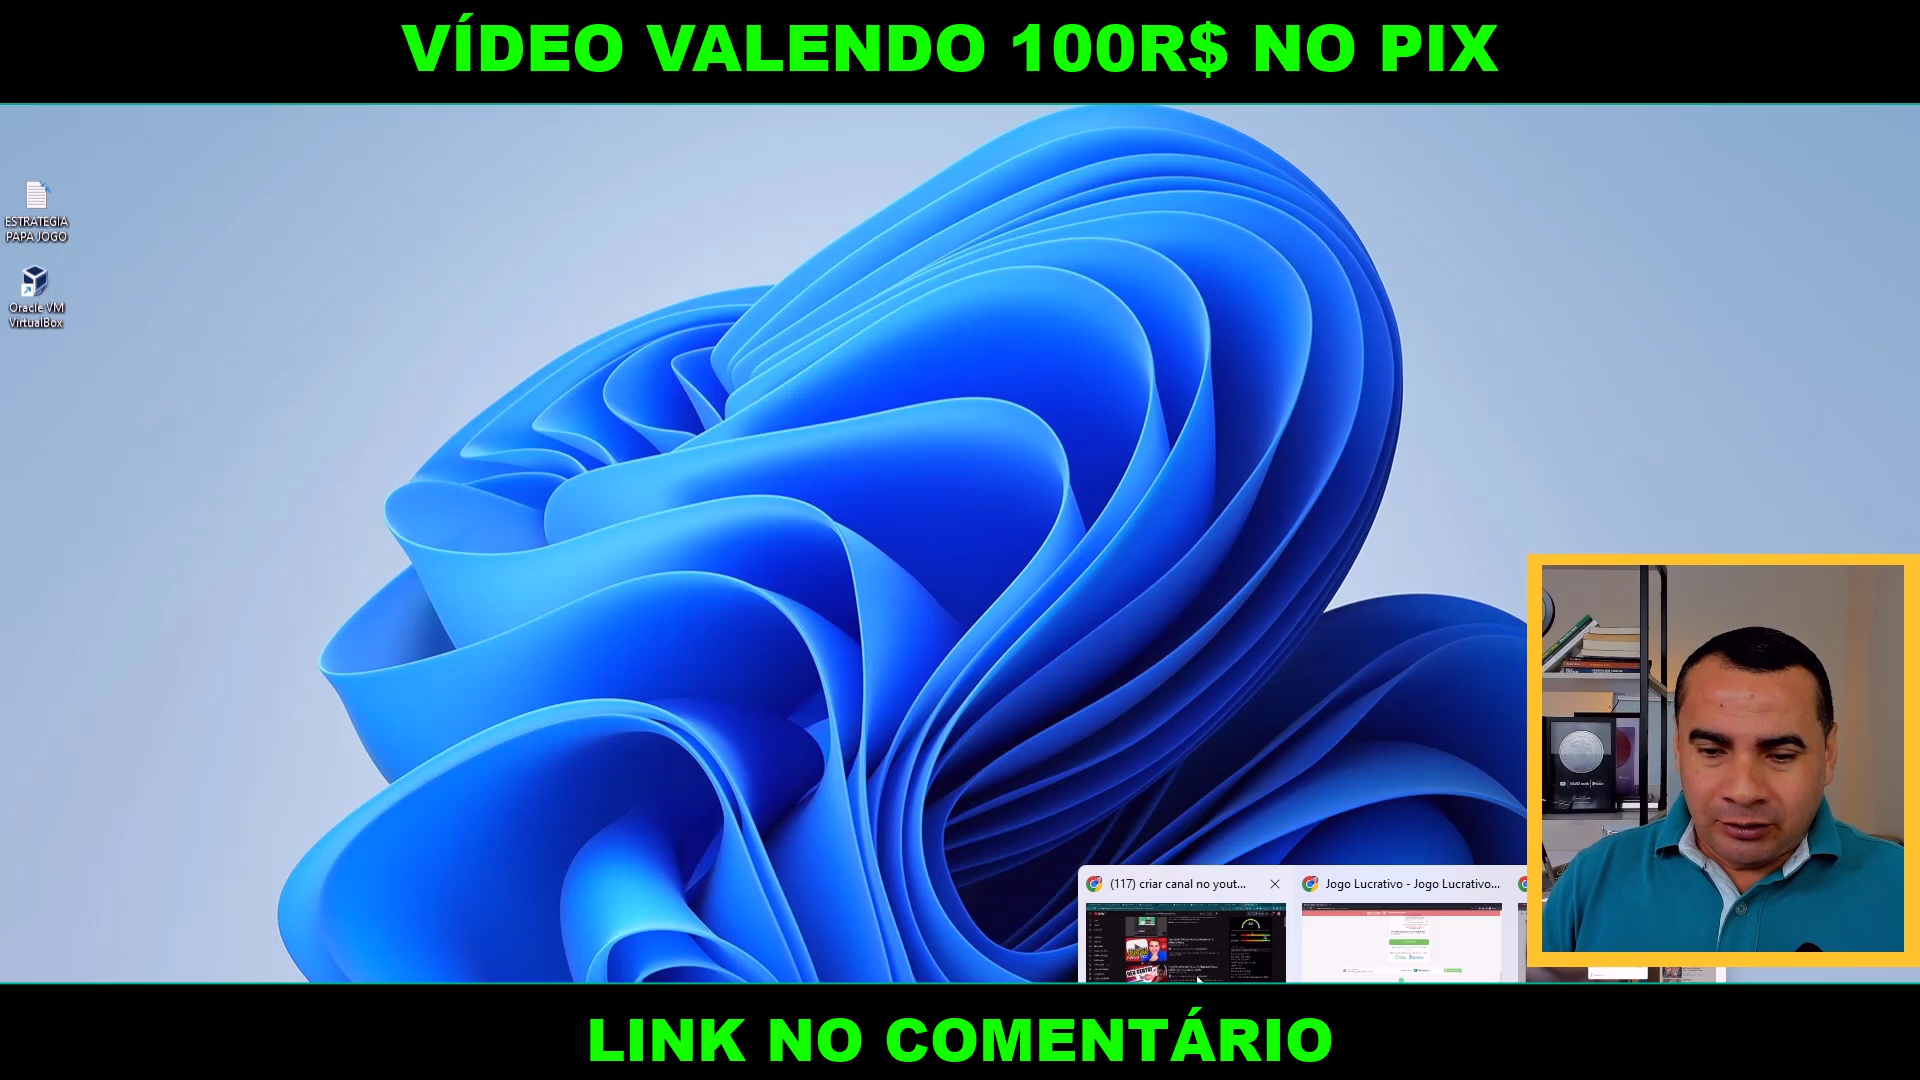 VÍDEO VALENDO 100R$ NO PIX
ESTRATEGIA
PAPA JOGO
Oracle VM
VirtualBox
(117) criar canal no yout...
Jogo Lucrativo - Jogo Lucrativo...
LINK NO COMENTÁRIO